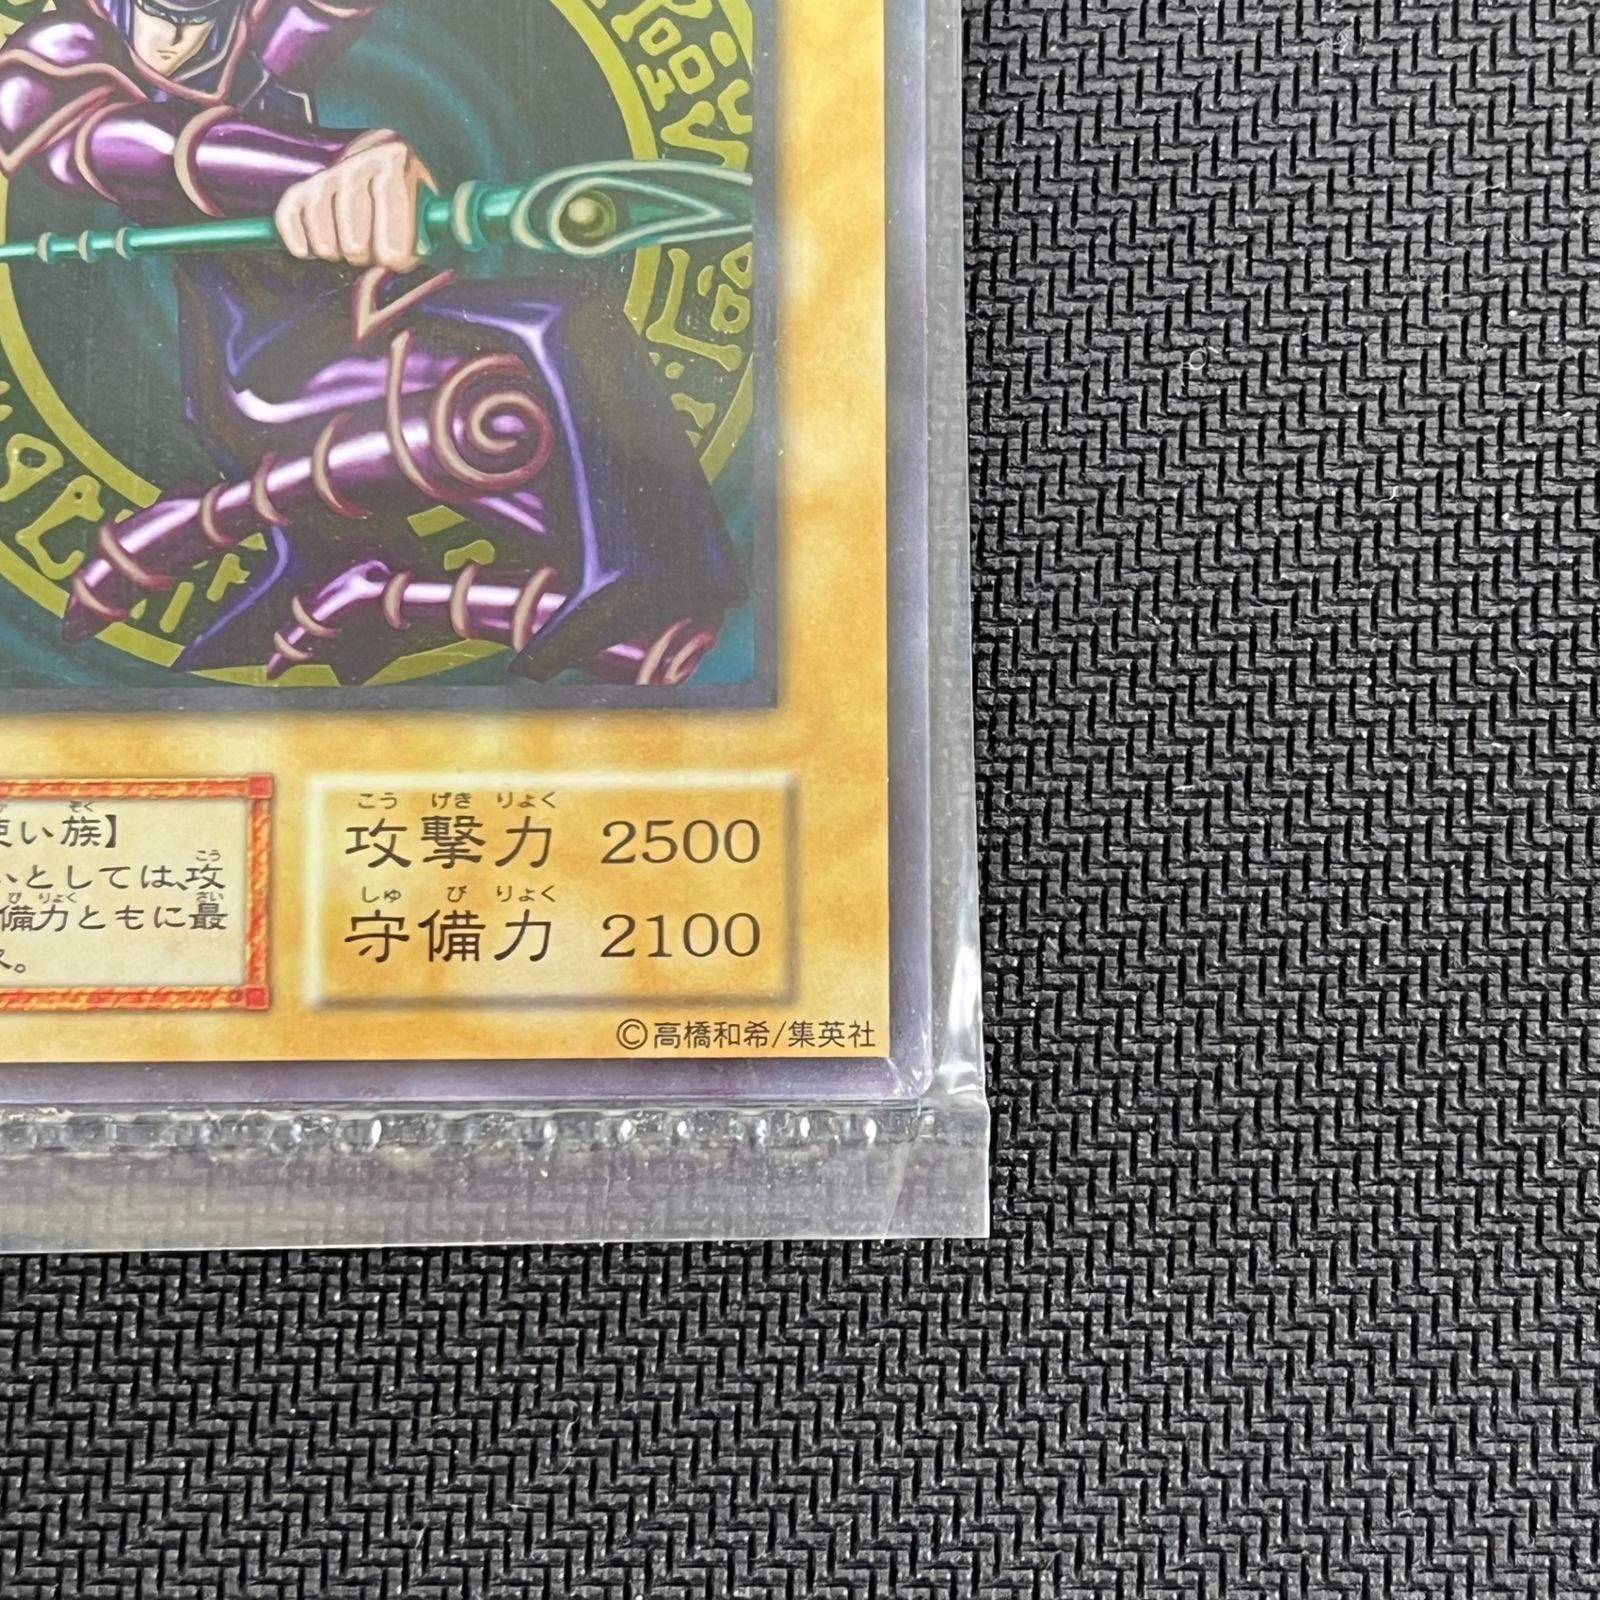 使い族】
いとしては、攻
備力ともに最
ス。
こう げき りょく
攻撃力 2500
しゅ び りょく
守備力 2100
©高橋和希/集英社